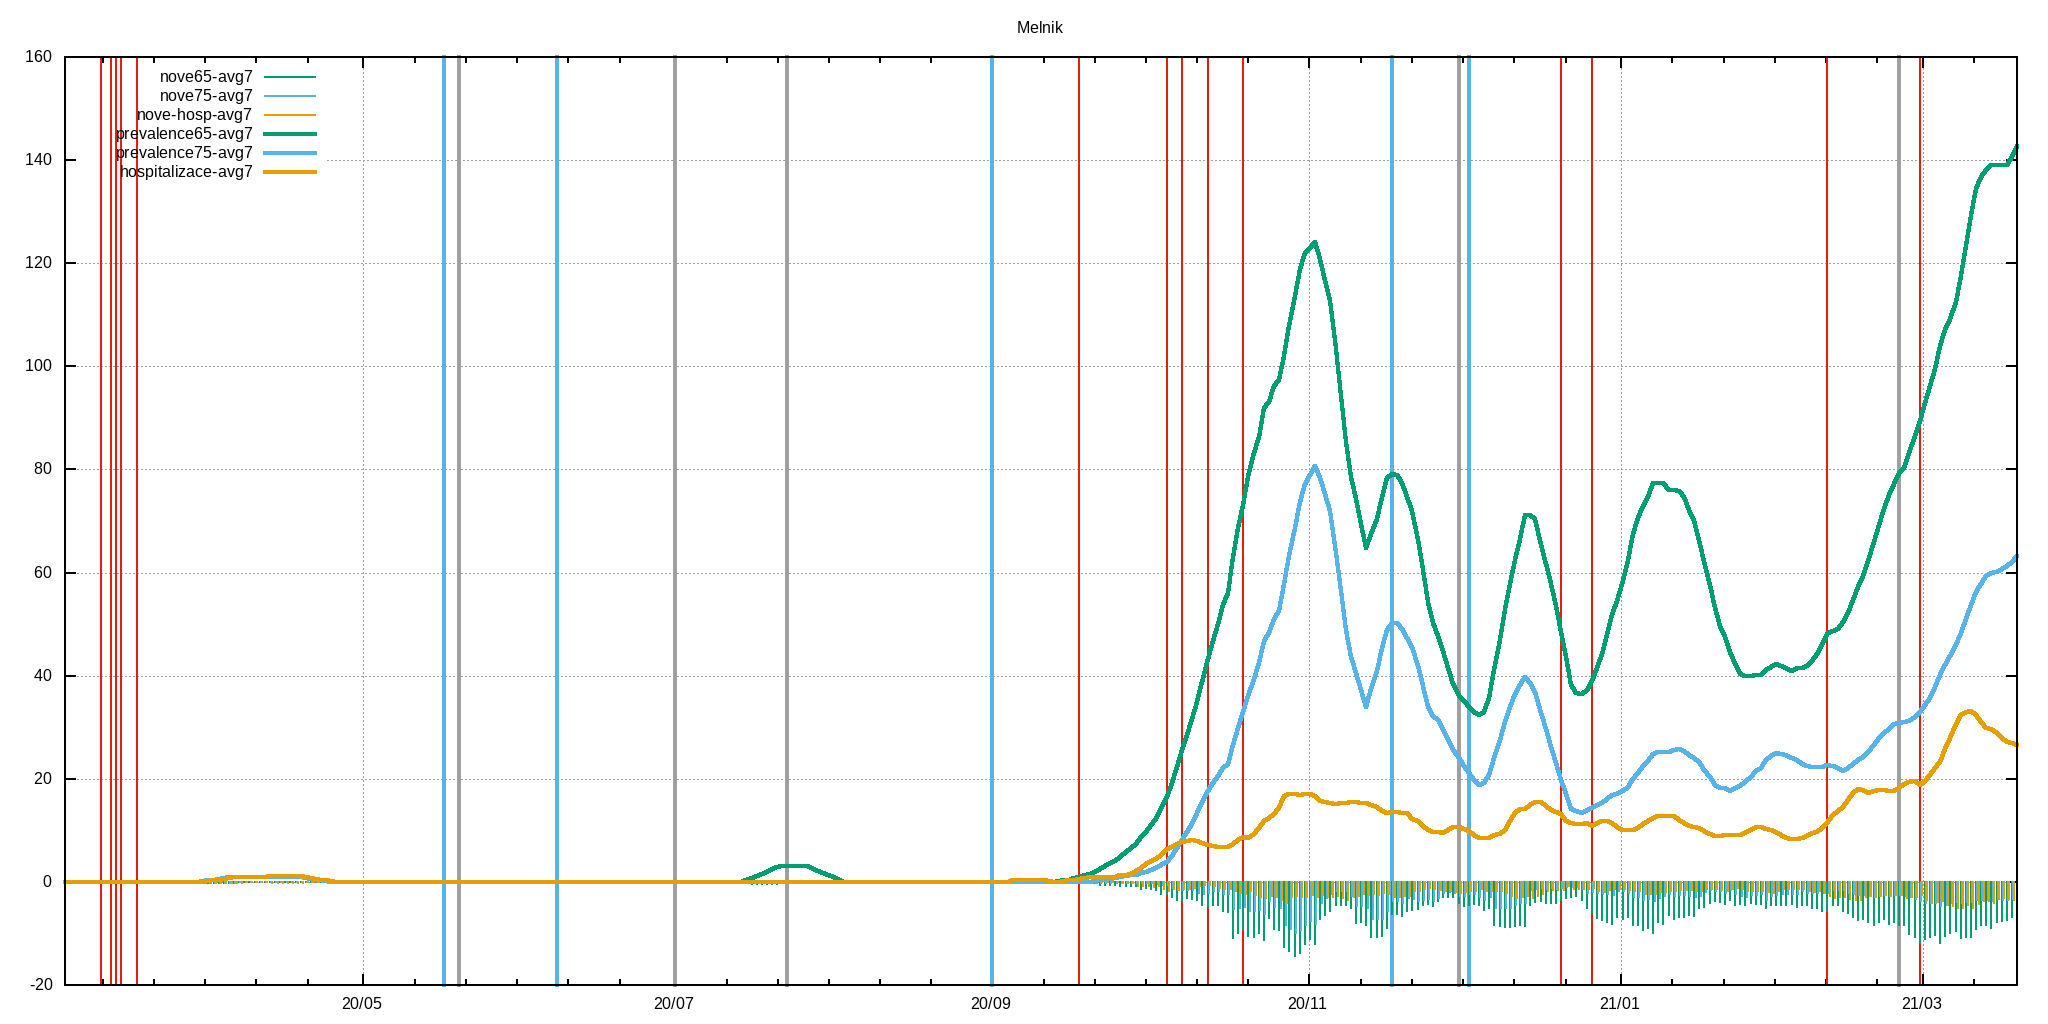 Melnik
160
140
120
100
80
60
40
20
0
-20
nove65-avg7
nove75-avg7
nove-hosp-avg7
prevalence65-avg7
prevalence75-avg7
hospitalizace-avg7
20/05 20/07 20/09 20/11 21/01 21/03